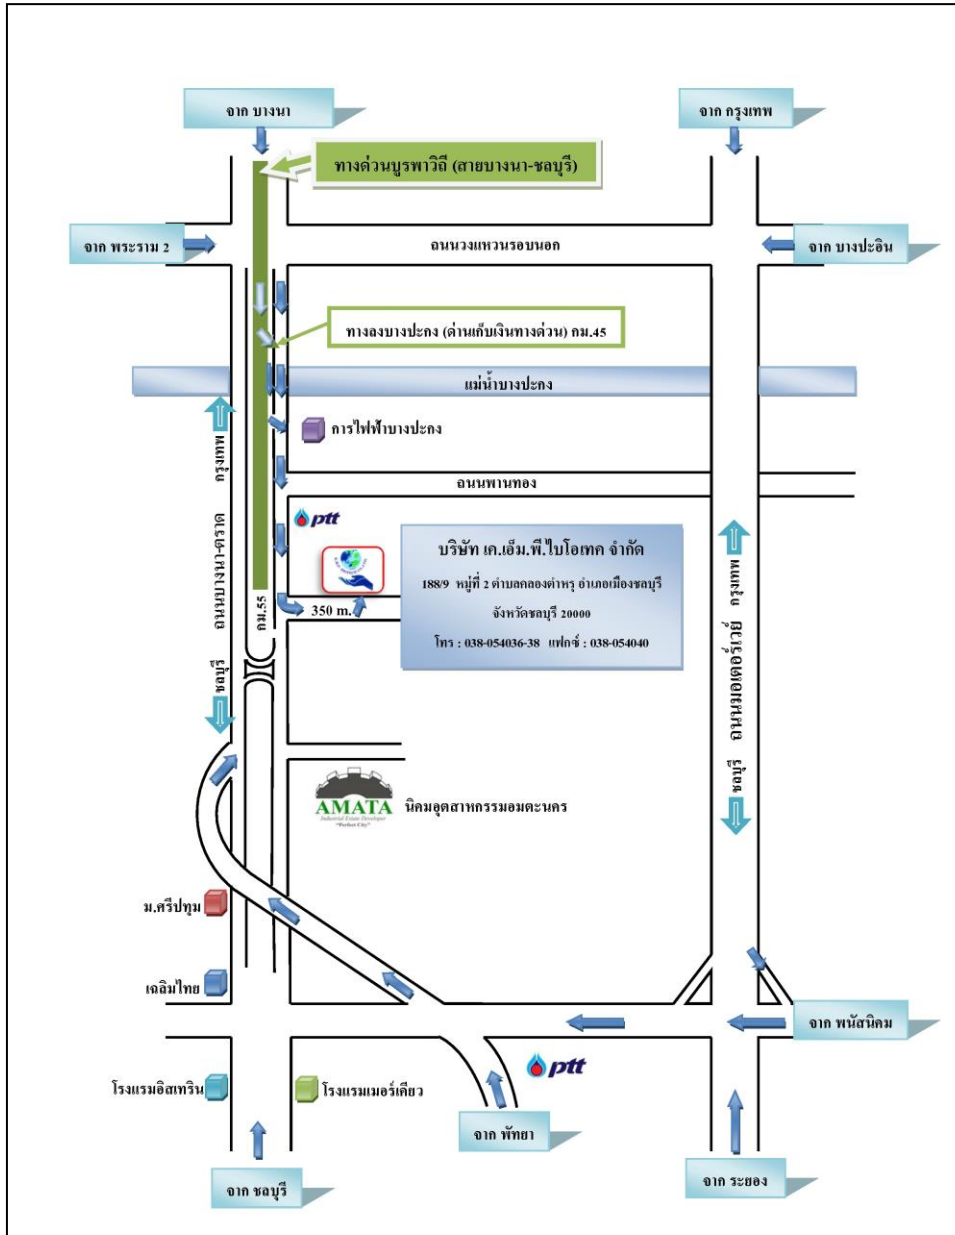 จาก บางนา
จาก กรุงเทพ
ทางด่วนบูรพาวิถี (สายบางนา-ชลบุรี)
จาก พระราม 2
ถนนวงแหวนรอบนอก
จาก บางปะอิน
ทางลงบางปะกง (ด่านเก็บเงินทางด่วน) กม.45
แม่น้ำบางปะกง
การไฟฟ้าบางปะกง
กรุงเทพ
ถนนบางนา-ตราด
ชลบุรี
ถนนพานทอง
ptt
กม.55
350 m.
บริษัท เค.เอ็ม.พี.ไบโอเทค จำกัด
188/9 หมู่ที่ 2 ตำบลคลองตำหรุ อำเภอเมืองชลบุรี
จังหวัดชลบุรี 20000
โทร : 038-054036-38 แฟกซ์ : 038-054040
กรุงเทพ
ถนนมอเตอร์เวย์
ชลบุรี
AMATA
Industrial Estate Developer
"Perfect City"
นิคมอุตสาหกรรมอมตะนคร
ม.ศรีปทุม
เฉลิมไทย
จาก พนัสนิคม
โรงแรมอิสเทริน
โรงแรมเมอร์เคียว
ptt
จาก พัทยา
จาก ชลบุรี
จาก ระยอง